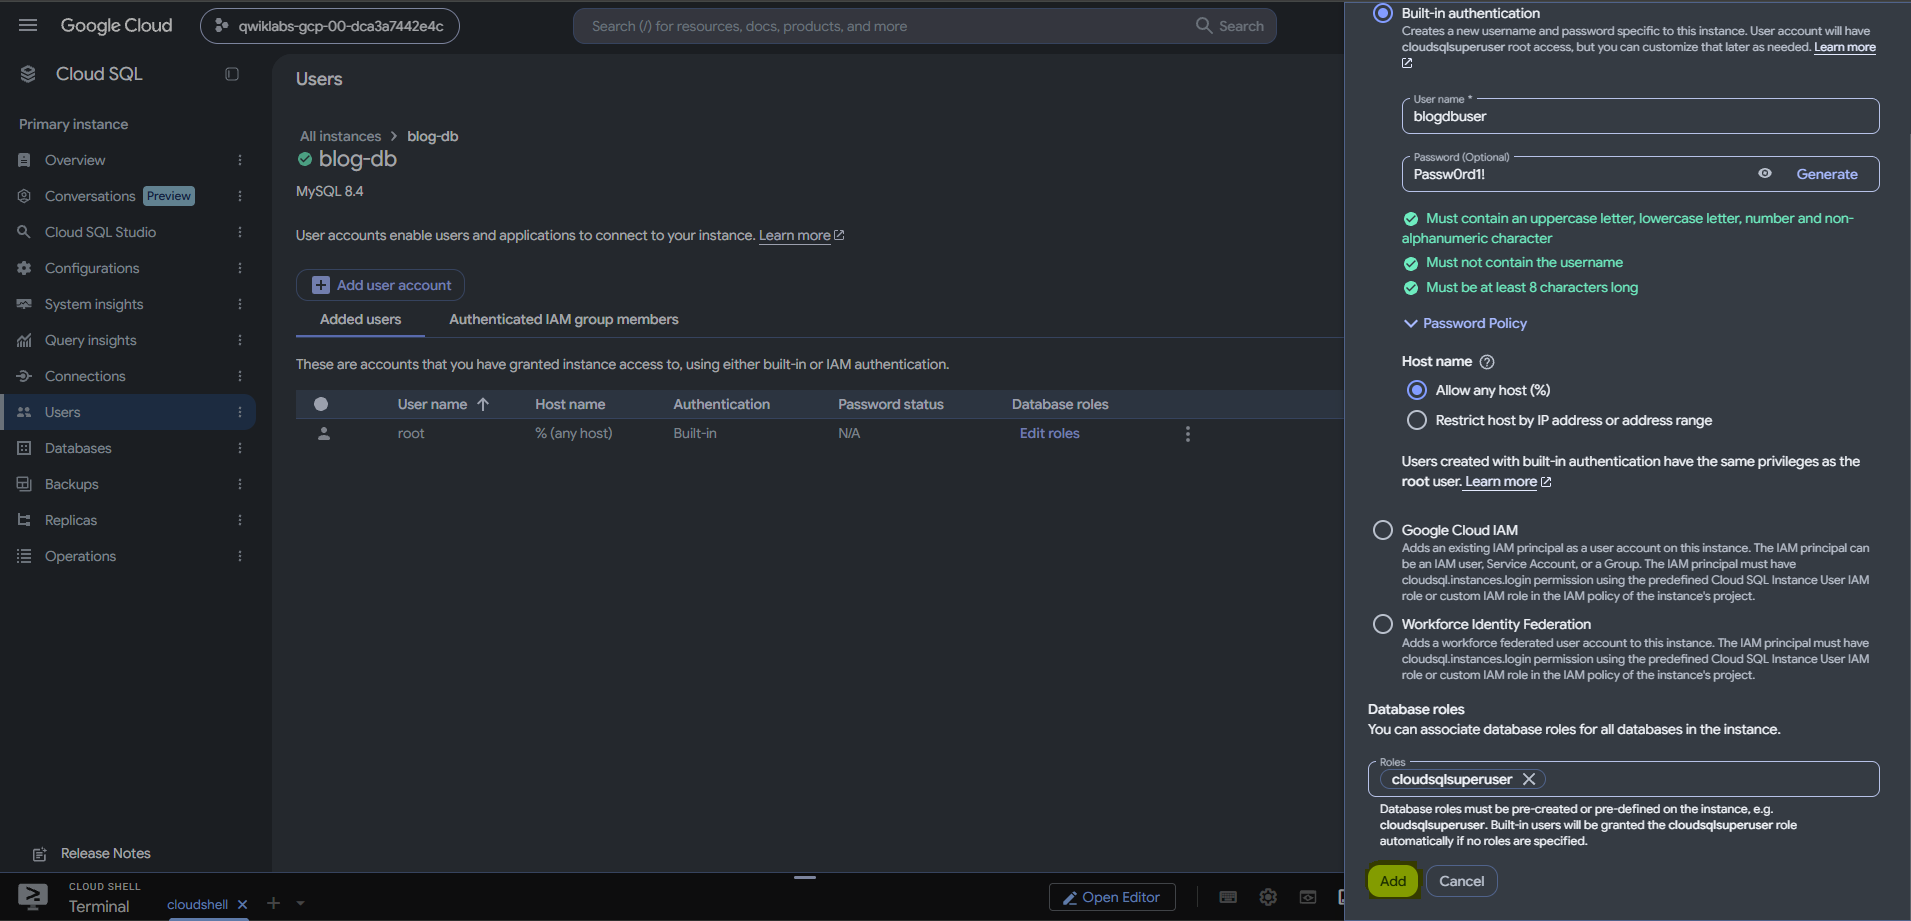 Google Cloud
qwiklabs-gcp-00-dca3a7442e4c
Search (/) for resources, docs, products, and more
Search
Cloud SQL
Primary instance
Overview
Conversations Preview
Cloud SQL Studio
Configurations
System insights
Query insights
Connections
Users
Databases
Backups
Replicas
Operations
Release Notes
Users
All instances > blog-db
blog-db
MySQL 8.4
User accounts enable users and applications to connect to your instance. Learn more
Add user account
Added users Authenticated IAM group members
These are accounts that you have granted instance access to, using either built-in or IAM authentication.
User name Host name Authentication Password status Database roles
root % (any host) Built-in N/A Edit roles
Built-in authentication
Creates a new username and password specific to this instance. User account will have
cloudsqlsuperuser root access, but you can customize that later as needed. Learn more
User name *
blogdbuser
Password (Optional)
Passw0rd1!
Generate
Must contain an uppercase letter, lowercase letter, number and non-
alphanumeric character
Must not contain the username
Must be at least 8 characters long
Password Policy
Host name
Allow any host (%)
Restrict host by IP address or address range
Users created with built-in authentication have the same privileges as the
root user. Learn more
Google Cloud IAM
Adds an existing IAM principal as a user account on this instance. The IAM principal can
be an IAM user, Service Account, or a Group. The IAM principal must have
cloudsql.instances.login permission using the predefined Cloud SQL Instance User IAM
role or custom IAM role in the IAM policy of the instance's project.
Workforce Identity Federation
Adds a workforce federated user account to this instance. The IAM principal must have
cloudsql.instances.login permission using the predefined Cloud SQL Instance User IAM
role or custom IAM role in the IAM policy of the instance's project.
Database roles
You can associate database roles for all databases in the instance.
Roles
cloudsqlsuperuser
Database roles must be pre-created or pre-defined on the instance, e.g.
cloudsqlsuperuser. Built-in users will be granted the cloudsqlsuperuser role
automatically if no roles are specified.
Add Cancel
CLOUD SHELL
Terminal
cloudshell
Open Editor